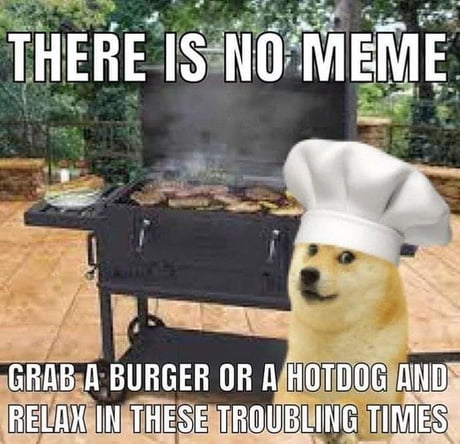 THERE IS NO MEME
GRAB A BURGER OR A HOTDOG AND
RELAX IN THESE TROUBLING TIMES